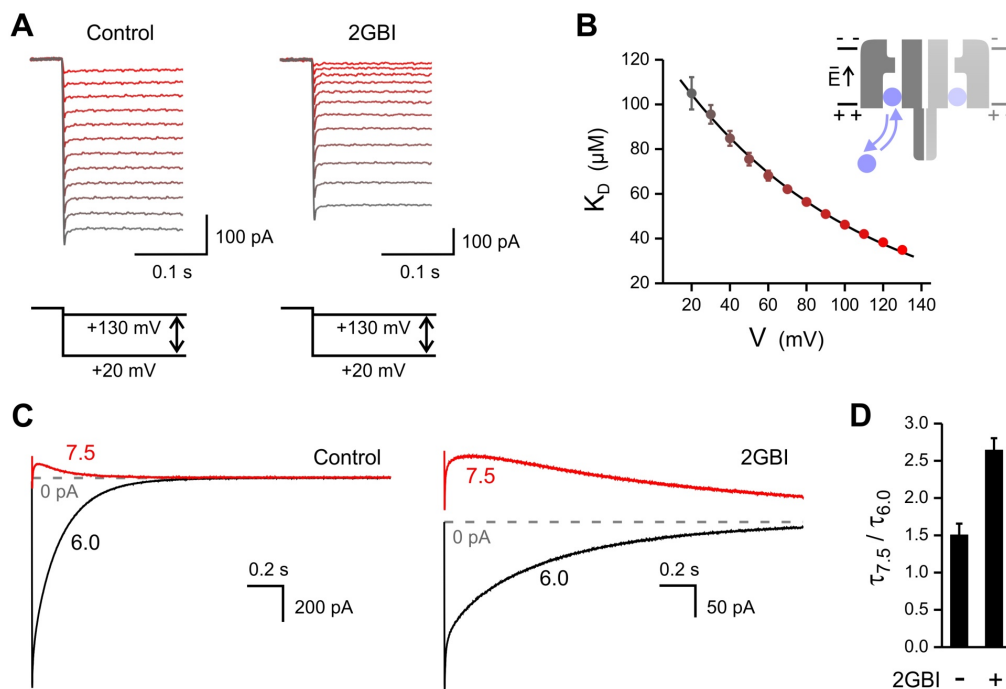 A
Control
2GBI
100 pA
0.1 s
100 pA
0.1 s
+130 mV
+20 mV
+130 mV
+20 mV
B
K_D (µM)
120
100
80
60
40
20
20 40 60 80 100 120 140
V (mV)
- -
Ē
+ +
-
+ +
C
7.5
Control
0 pA
6.0
0.2 s
200 pA
2GBI
7.5
0 pA
6.0
0.2 s
50 pA
D
τ7.5 / τ6.0
3.0
2.5
2.0
1.5
1.0
0.5
0.0
2GBI - +